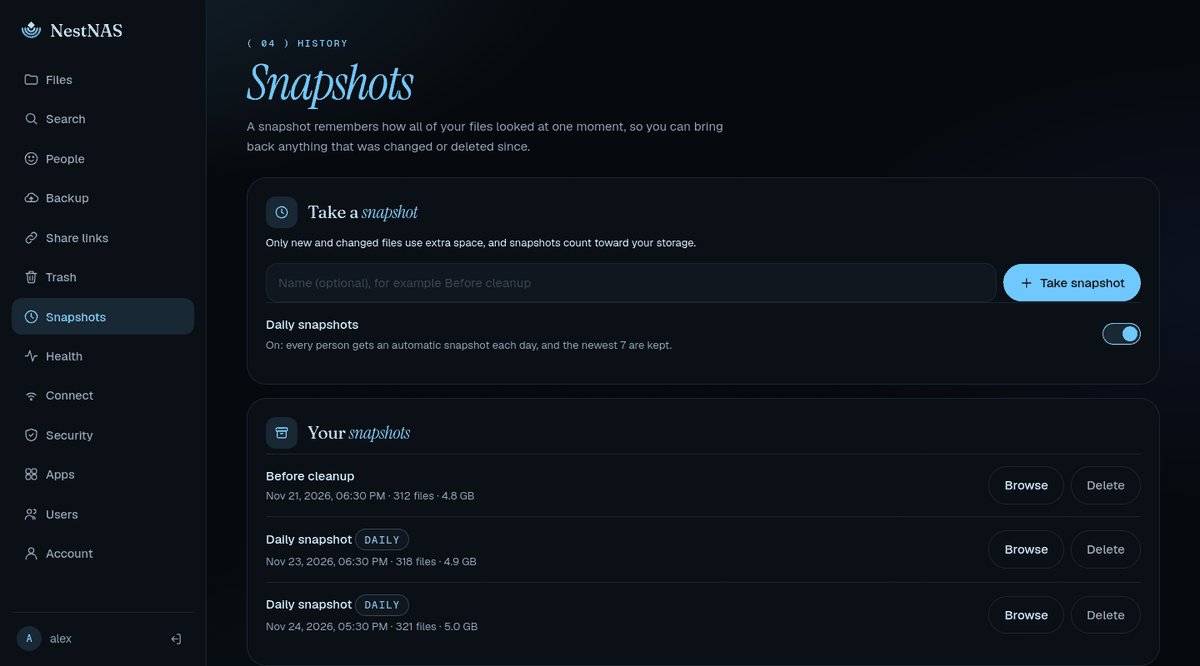 NestNAS
Files
Search
People
Backup
Share links
Trash
Snapshots
Health
Connect
Security
Apps
Users
Account
A alex
( 04 ) HISTORY
Snapshots
A snapshot remembers how all of your files looked at one moment, so you can bring
back anything that was changed or deleted since.
Take a snapshot
Only new and changed files use extra space, and snapshots count toward your storage.
Name (optional), for example Before cleanup
Take snapshot
Daily snapshots
On: every person gets an automatic snapshot each day, and the newest 7 are kept.
Your snapshots
Before cleanup
Nov 21, 2026, 06:30 PM · 312 files · 4.8 GB
Browse Delete
Daily snapshot DAILY
Nov 23, 2026, 06:30 PM · 318 files · 4.9 GB
Browse Delete
Daily snapshot DAILY
Nov 24, 2026, 05:30 PM · 321 files · 5.0 GB
Browse Delete